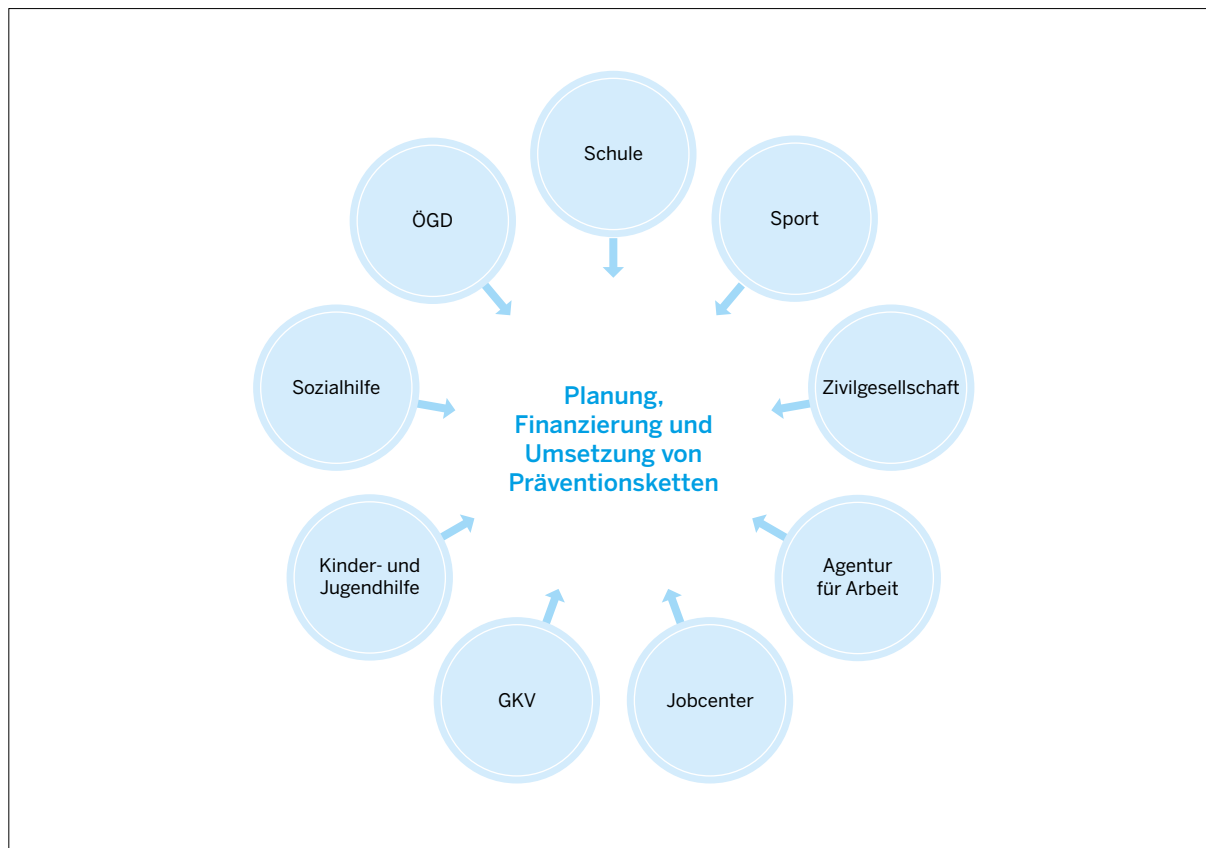 Schule
Sport
Zivilgesellschaft
Agentur
für Arbeit
Jobcenter
GKV
Kinder- und
Jugendhilfe
Sozialhilfe
ÖGD
Planung,
Finanzierung und
Umsetzung von
Präventionsketten